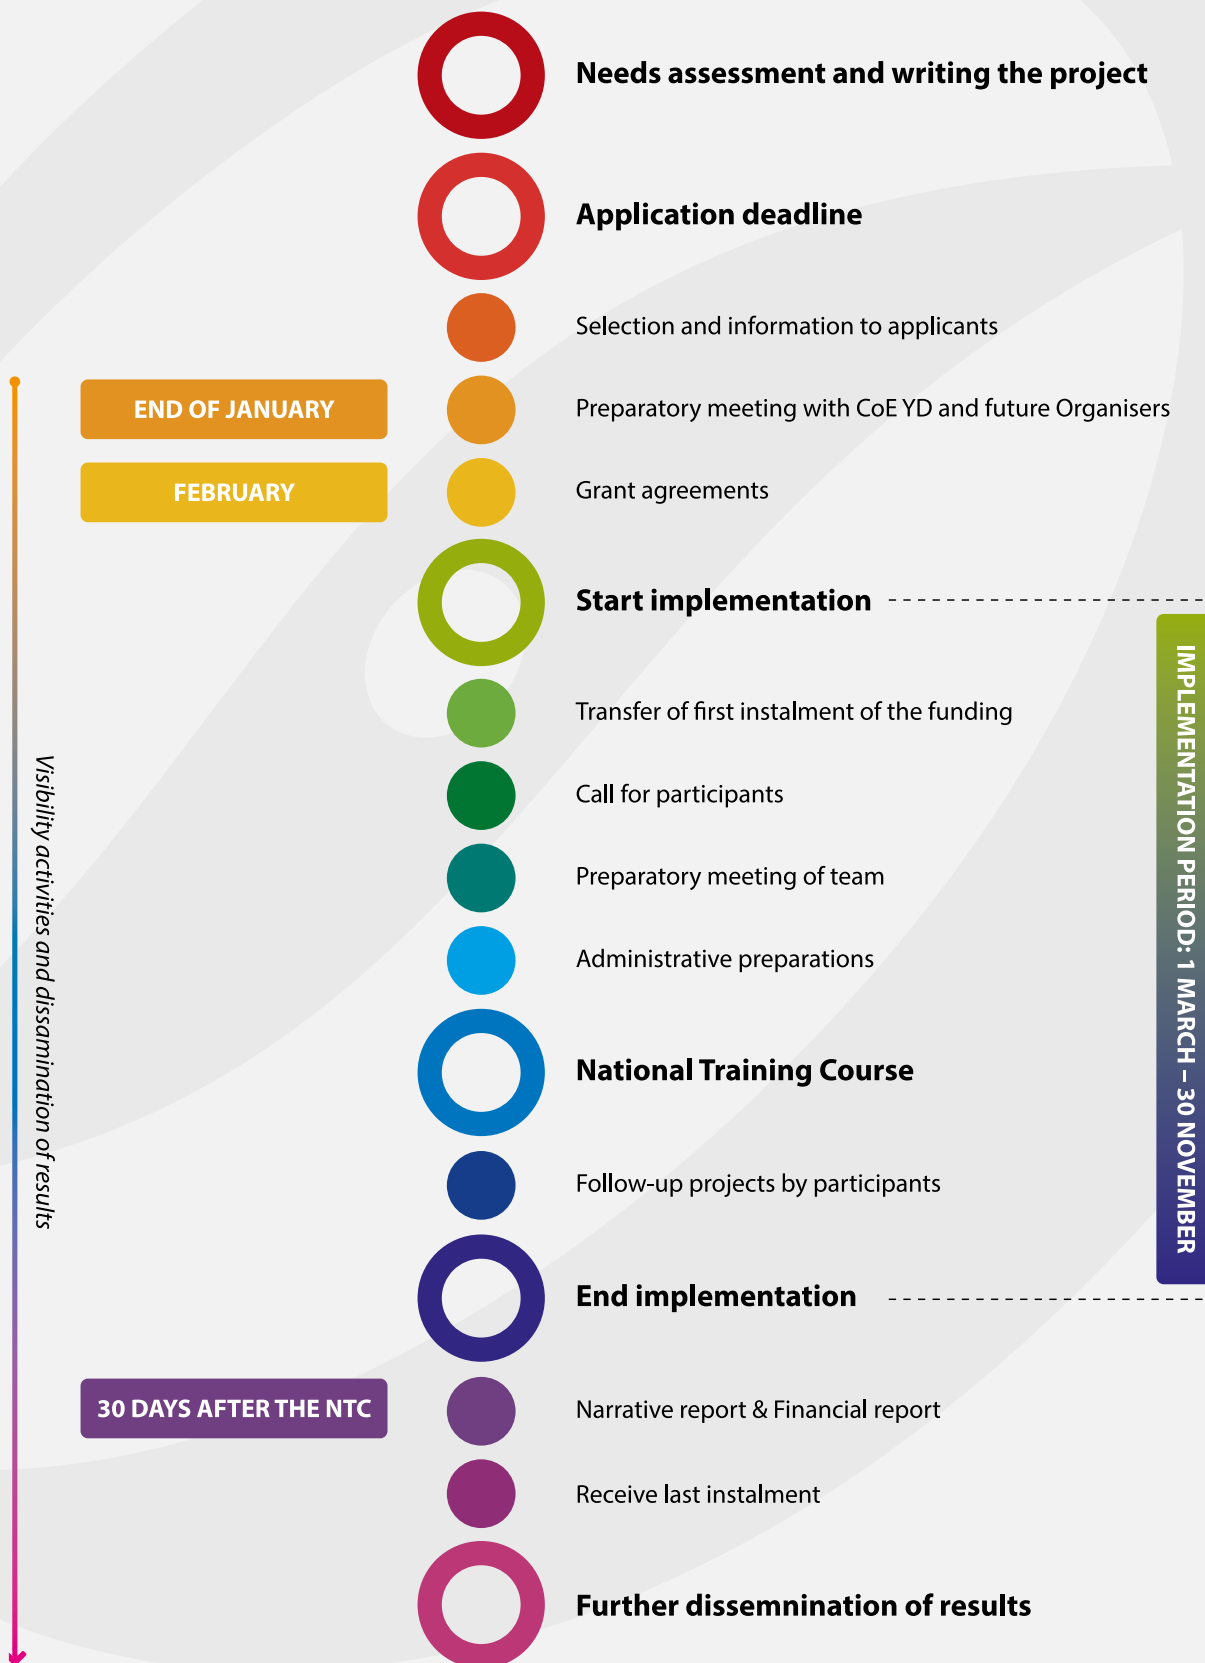 Needs assessment and writing the project
Application deadline
Selection and information to applicants
END OF JANUARY
Preparatory meeting with CoE YD and future Organisers
FEBRUARY
Grant agreements
Start implementation
Transfer of first instalment of the funding
Call for participants
Preparatory meeting of team
Administrative preparations
National Training Course
Follow-up projects by participants
End implementation
30 DAYS AFTER THE NTC
Narrative report & Financial report
Receive last instalment
Further dissemnination of results
Visibility activities and dissamination of results
IMPLEMENTATION PERIOD: 1 MARCH – 30 NOVEMBER